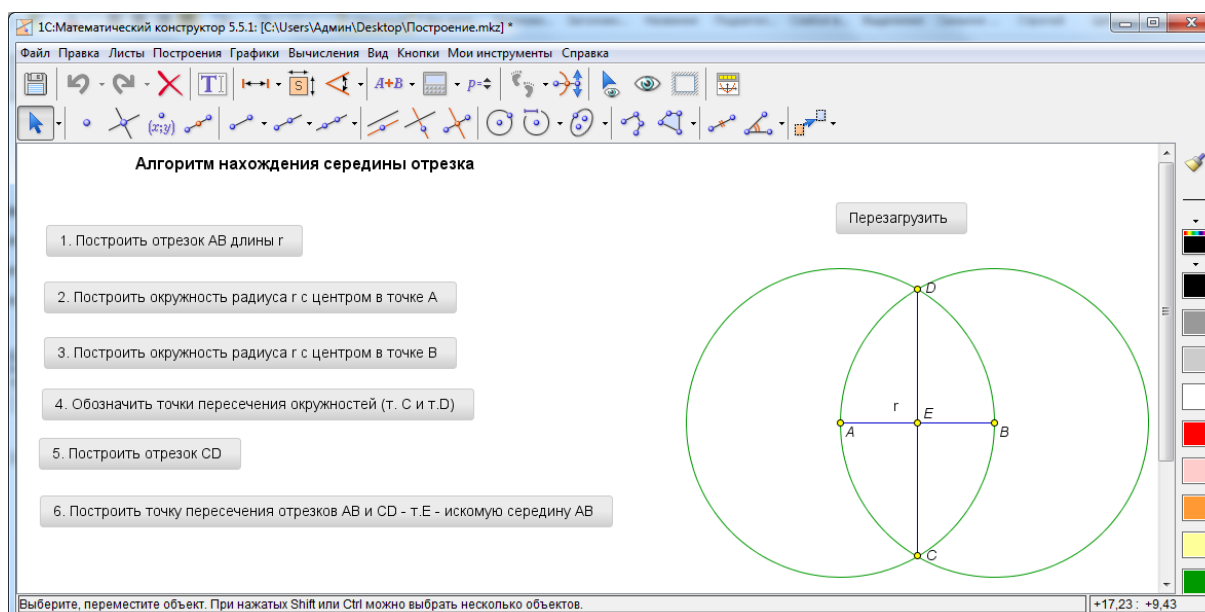 1С:Математический конструктор 5.5.1: [C:\Users\Админ\Desktop\Построение.mkz] *
Файл Правка Листы Построения Графики Вычисления Вид Кнопки Мои инструменты Справка
T S A+B p=
(x;y)
Алгоритм нахождения середины отрезка
Перезагрузить
1. Построить отрезок АВ длины r
2. Построить окружность радиуса r с центром в точке А
3. Построить окружность радиуса r с центром в точке В
4. Обозначить точки пересечения окружностей (т. С и т.D)
5. Построить отрезок CD
6. Построить точку пересечения отрезков АВ и CD - т.Е - искомую середину АВ
D
r
E
A
B
C
Выберите, переместите объект. При нажатых Shift или Ctrl можно выбрать несколько объектов.
+17,23 : +9,43